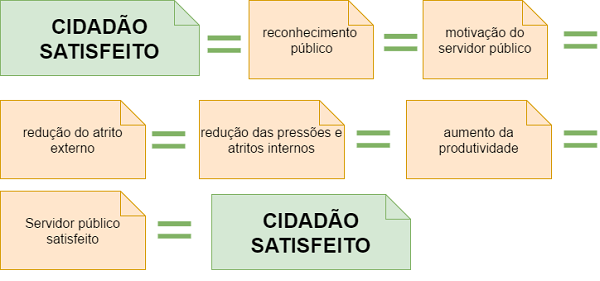 CIDADÃO
SATISFEITO
=
reconhecimento
público
=
motivação do
servidor público
=
redução do atrito
externo
=
redução das pressões e
atritos internos
=
aumento da
produtividade
=
Servidor público
satisfeito
=
CIDADÃO
SATISFEITO